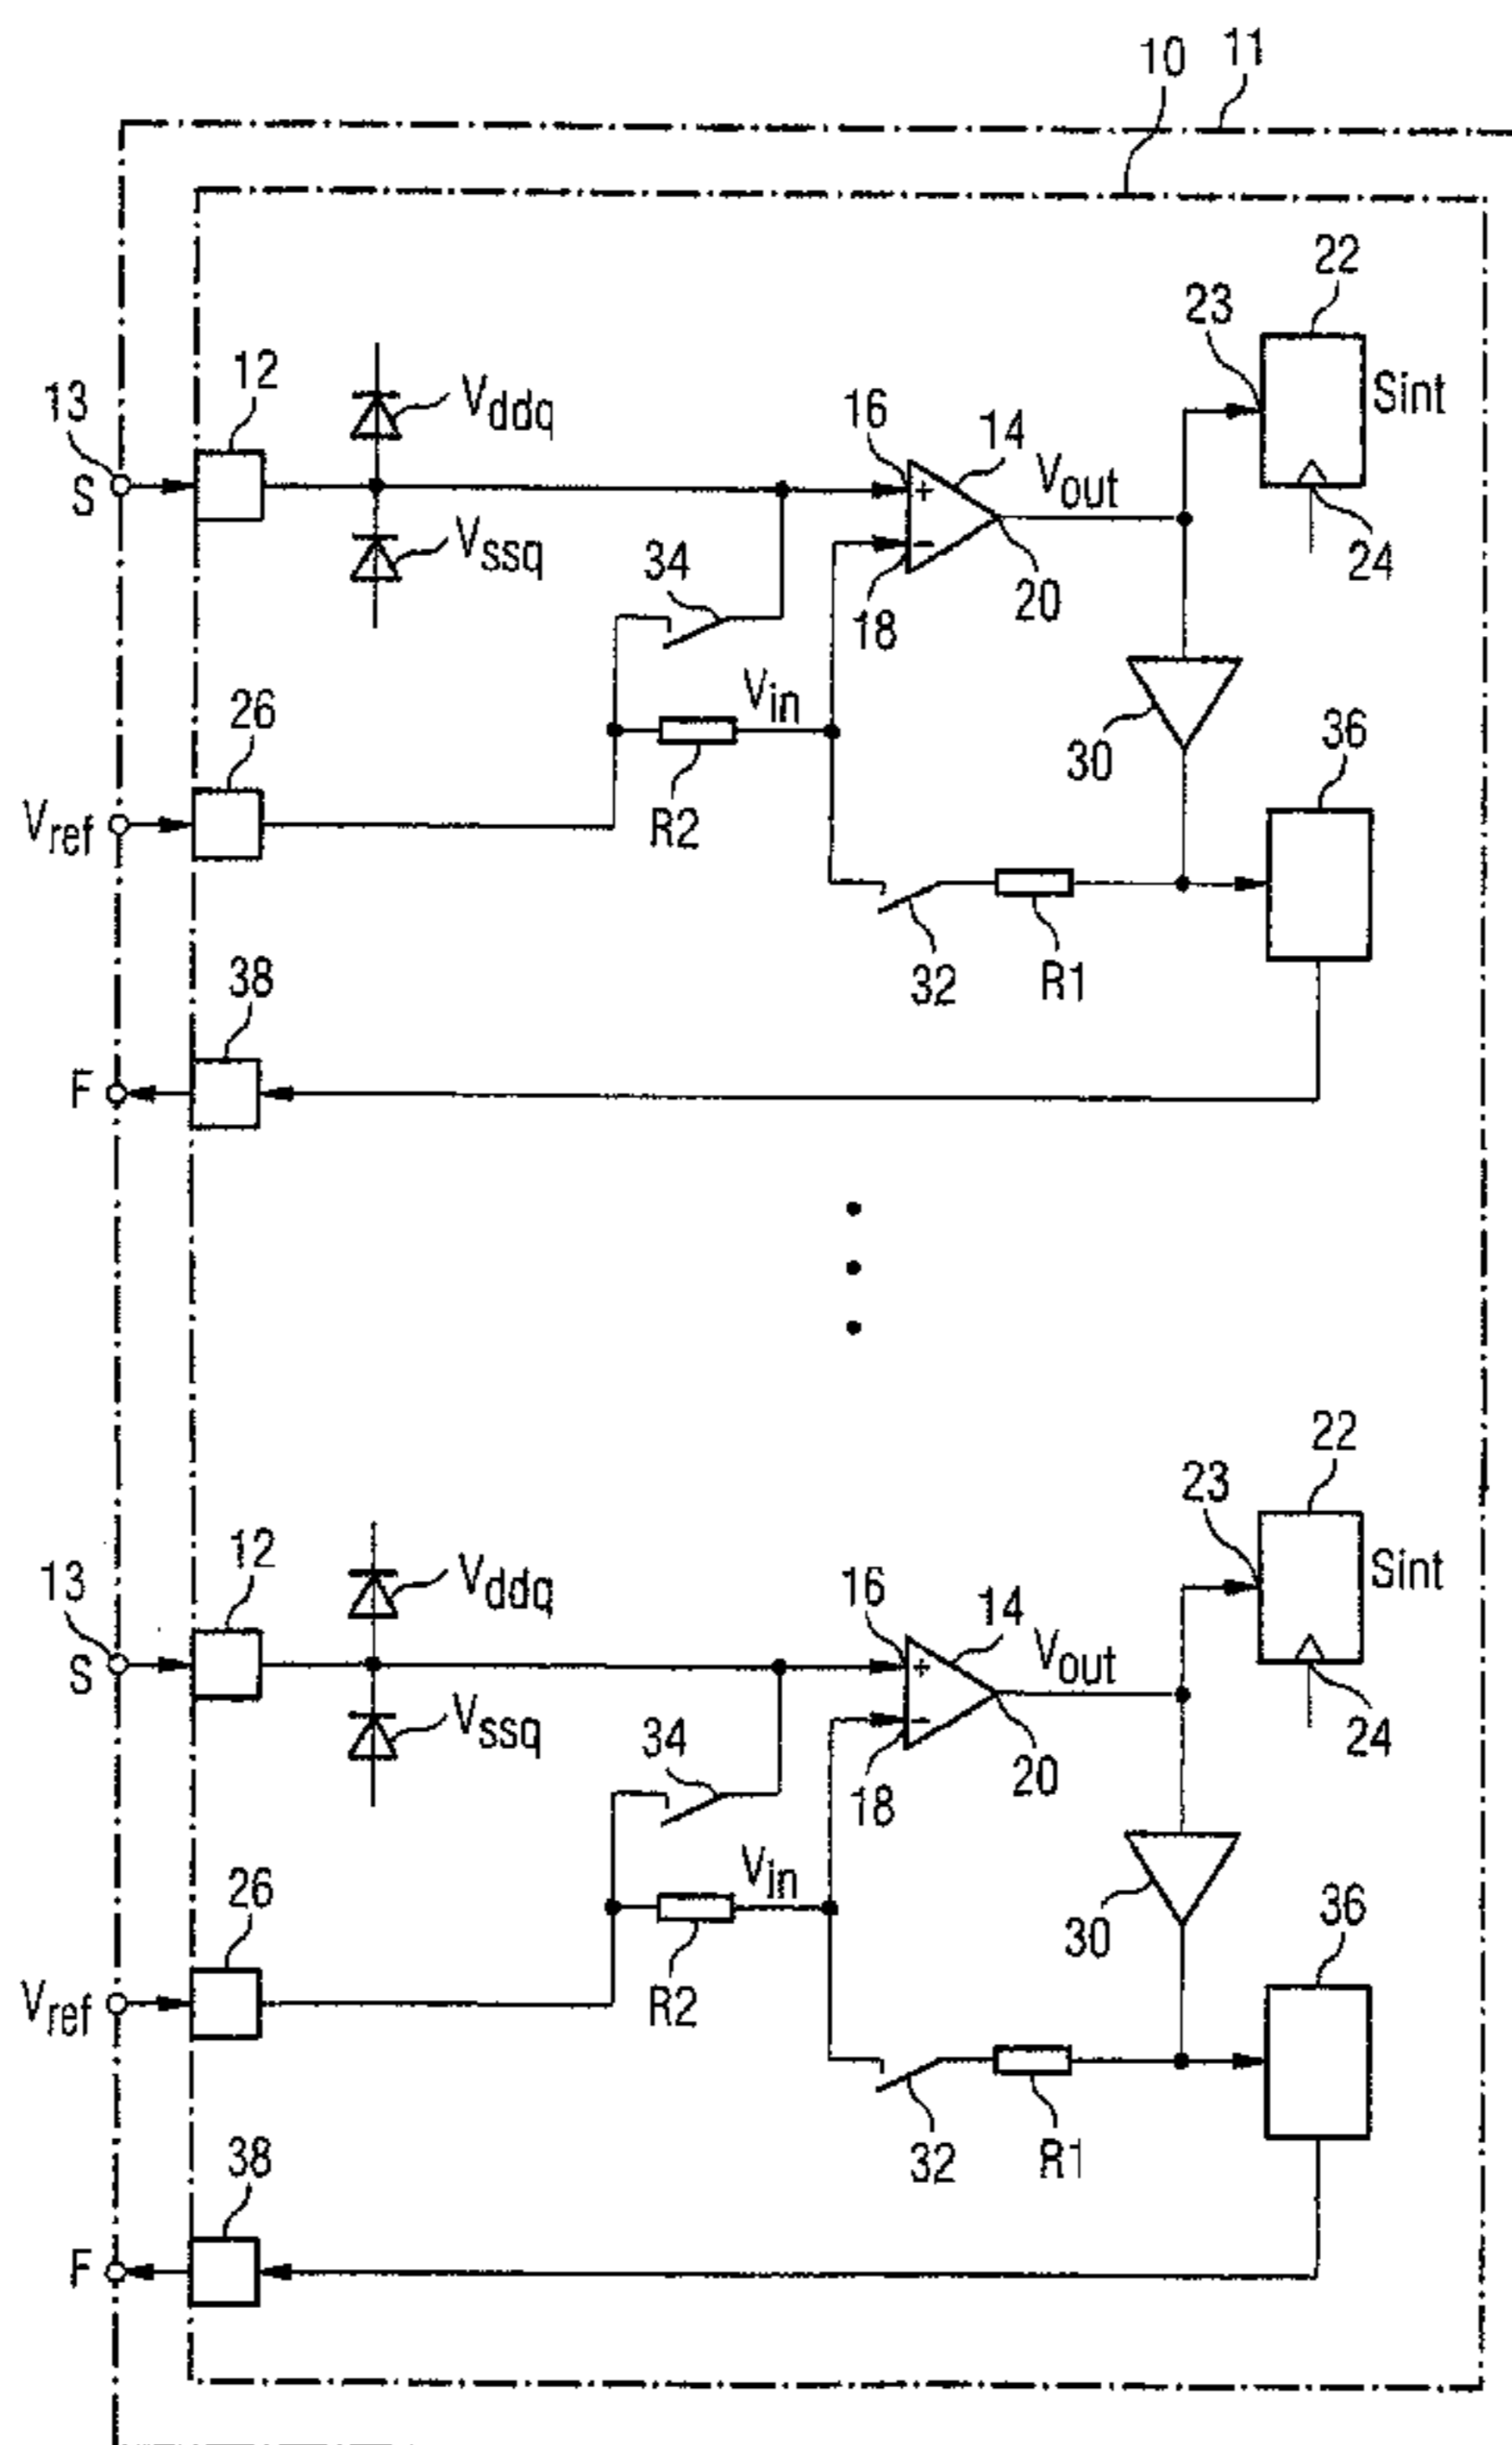 10 11
22
23
12 Sint
13 Vddq 16 14
S Vout
Vssq 34 24
18 20
Vin
26 36
30
Vref R2
38 32 R1
F
22
23
12 Sint
13 Vddq 16 14
S Vout
Vssq 34 24
18 20
Vin
26 36
30
Vref R2
38 32 R1
F